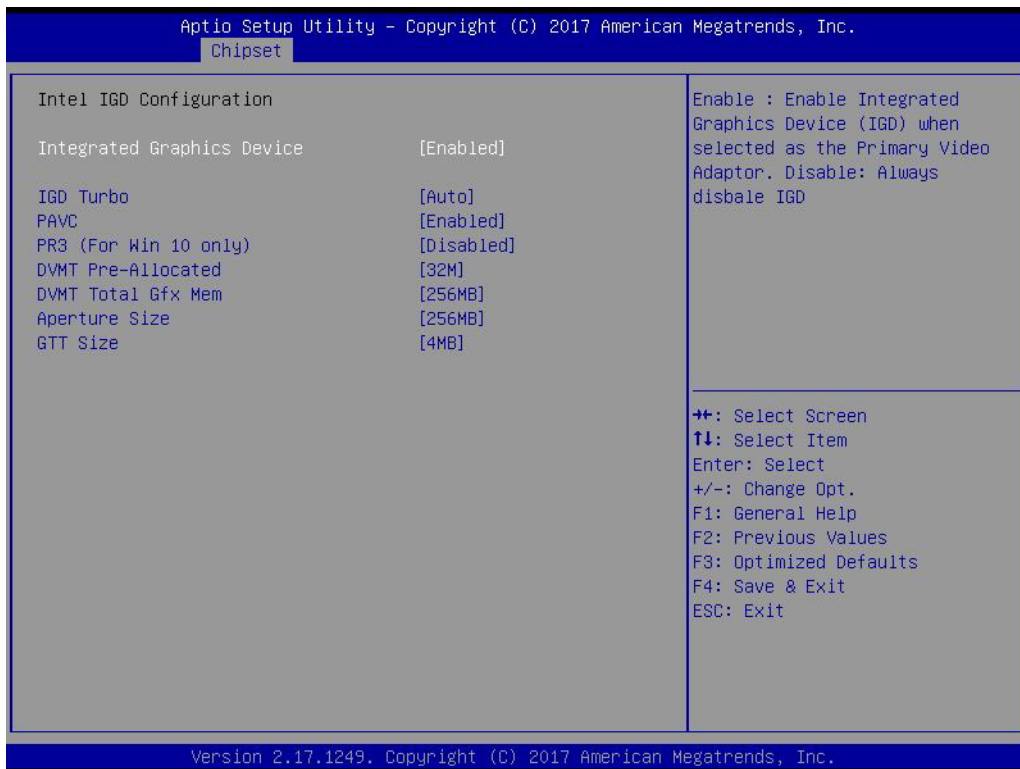 Aptio Setup Utility – Copyright (C) 2017 American Megatrends, Inc.
Chipset
Intel IGD Configuration
Integrated Graphics Device [Enabled]
IGD Turbo [Auto]
PAVC [Enabled]
PR3 (For Win 10 only) [Disabled]
DVMT Pre-Allocated [32M]
DVMT Total Gfx Mem [256MB]
Aperture Size [256MB]
GTT Size [4MB]
Enable : Enable Integrated
Graphics Device (IGD) when
selected as the Primary Video
Adaptor. Disable: Always
disbale IGD
→←: Select Screen
↑↓: Select Item
Enter: Select
+/-: Change Opt.
F1: General Help
F2: Previous Values
F3: Optimized Defaults
F4: Save & Exit
ESC: Exit
Version 2.17.1249. Copyright (C) 2017 American Megatrends, Inc.